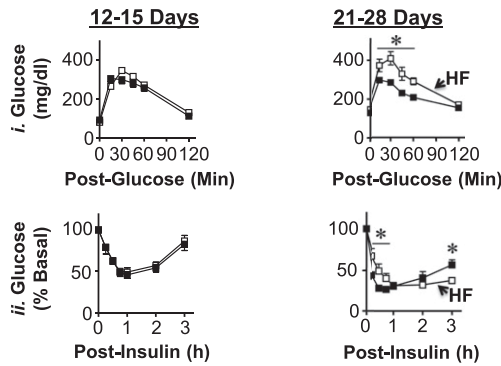 12-15 Days
21-28 Days
i. Glucose
(mg/dl)
400
200
0
0 30 60 90 120
Post-Glucose (Min)
*
HF
400
200
0
0 30 60 90 120
Post-Glucose (Min)
ii. Glucose
(% Basal)
100
50
0
0 1 2 3
Post-Insulin (h)
*
*
HF
100
50
0
0 1 2 3
Post-Insulin (h)